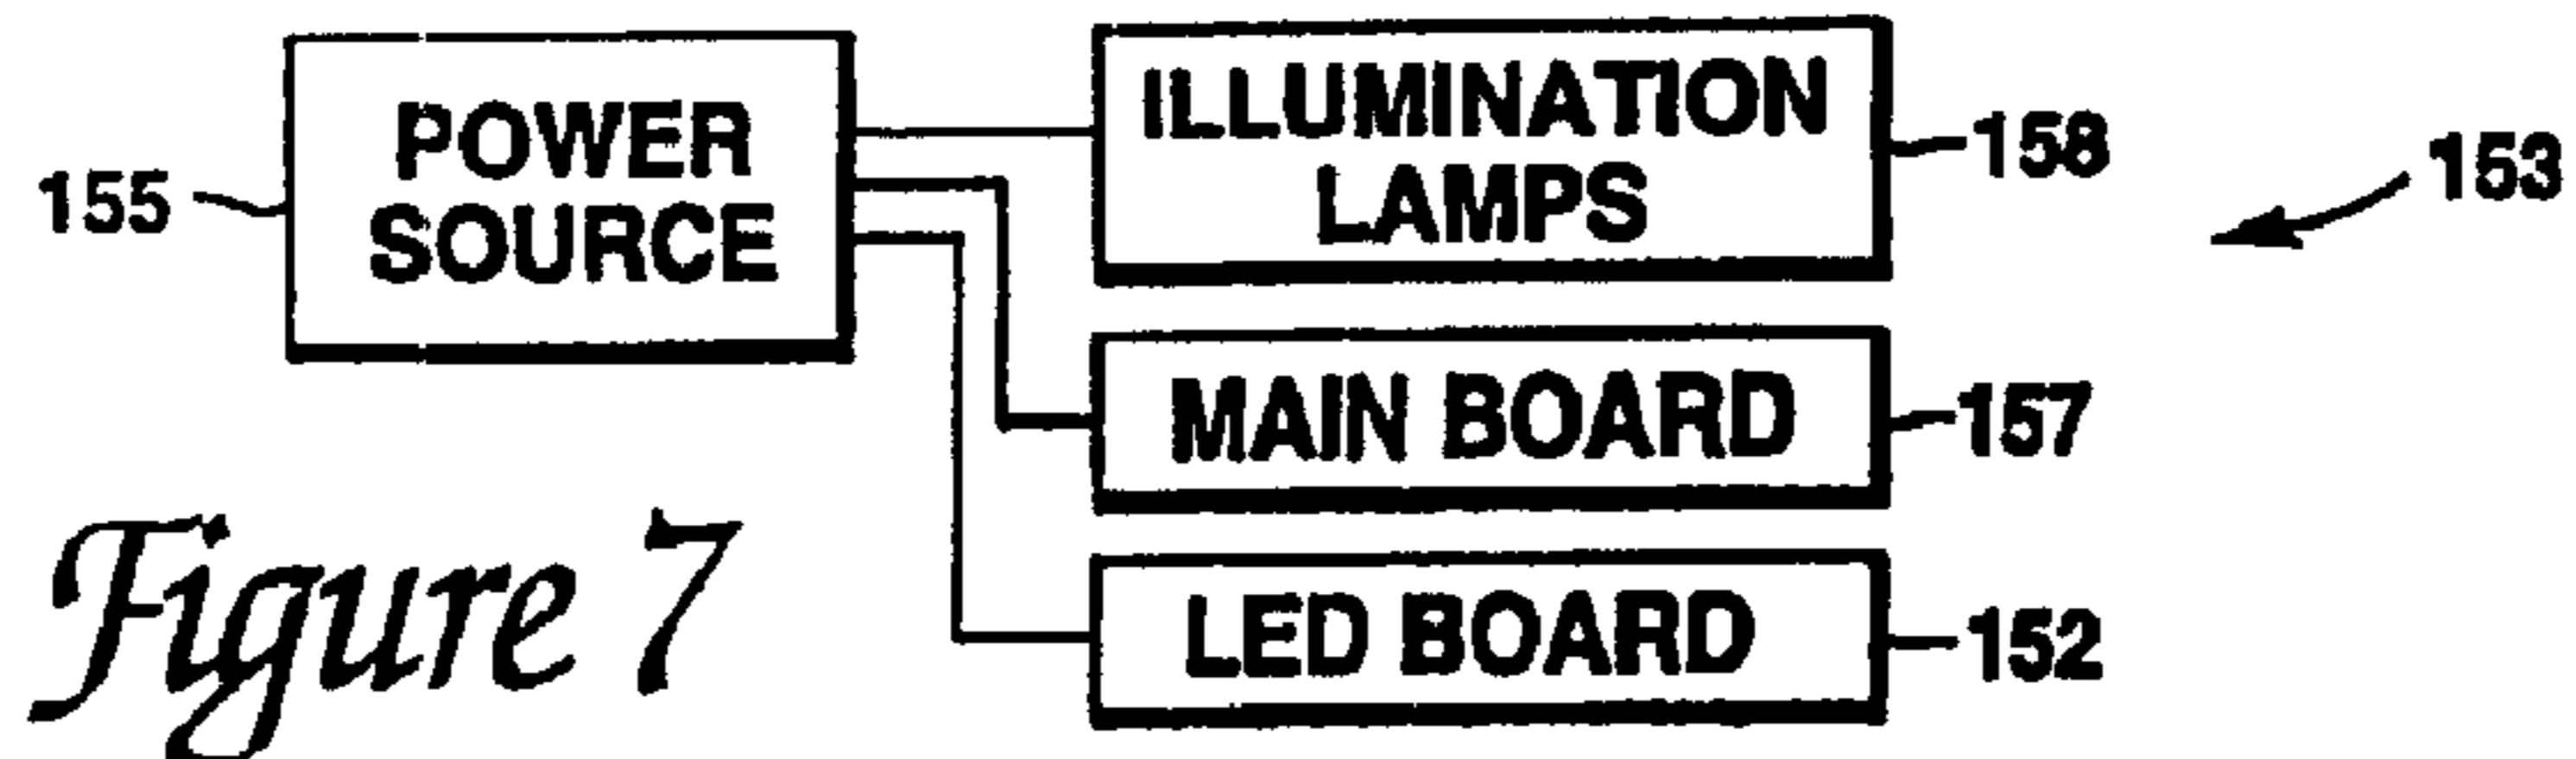 155
POWER
SOURCE
ILLUMINATION
LAMPS
158
153
MAIN BOARD
157
LED BOARD
152
Figure 7